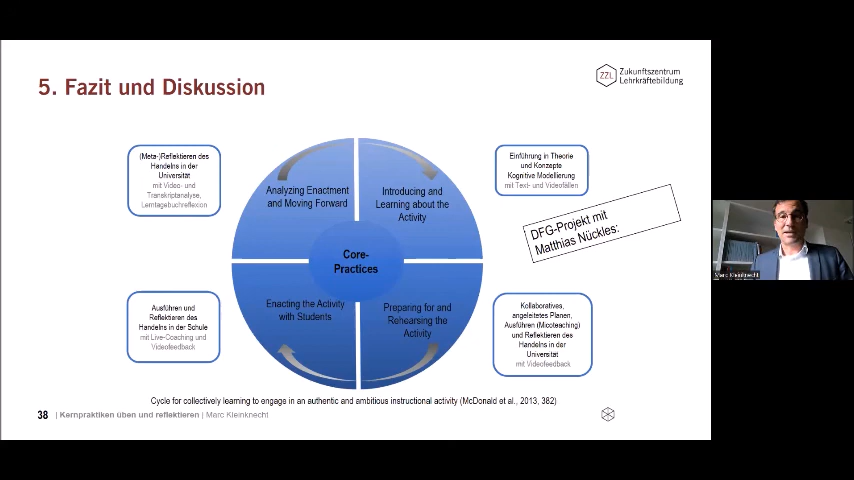 5. Fazit und Diskussion
ZZL
Zukunftszentrum
Lehrkräftebildung
(Meta-)Reflektieren des
Handelns in der
Universität
mit Video- und
Transkriptanalyse,
Lerntagebuchreflexion
Analyzing Enactment
and Moving Forward
Introducing and
Learning about the
Activity
Einführung in Theorie
und Konzepte
Kognitive Modellierung
mit Text- und Videofällen
DFG-Projekt mit
Matthias Nückles:
Core-
Practices
Marc Kleinknecht
Ausführen und
Reflektieren des
Handelns in der Schule
mit Live-Coaching und
Videofeedback
Enacting the Activity
with Students
Preparing for and
Rehearsing the
Activity
Kollaboratives,
angeleitetes Planen,
Ausführen (Micoteaching)
und Reflektieren des
Handelns in der
Universität
mit Videofeedback
Cycle for collectively learning to engage in an authentic and ambitious instructional activity (McDonald et al., 2013, 382)
38 | Kernpraktiken üben und reflektieren | Marc Kleinknecht